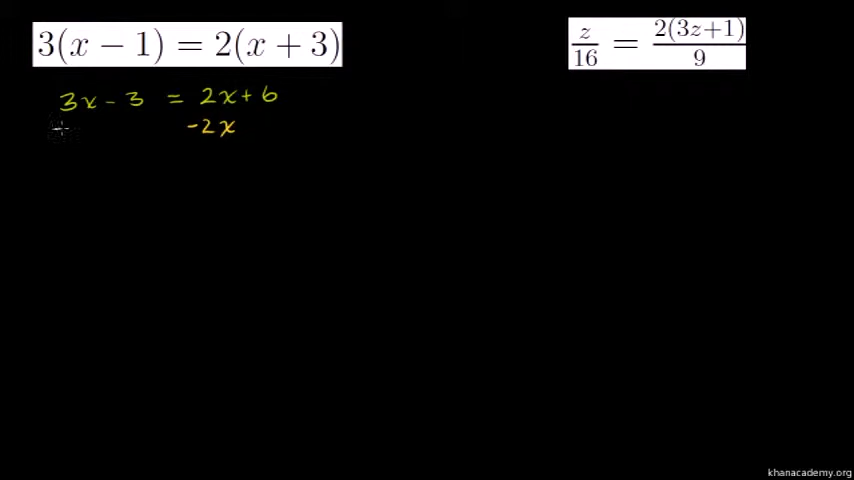 3(x − 1) = 2(x + 3)
3x - 3 = 2x + 6
-2x
z/16 = 2(3z+1)/9
khanacademy.org